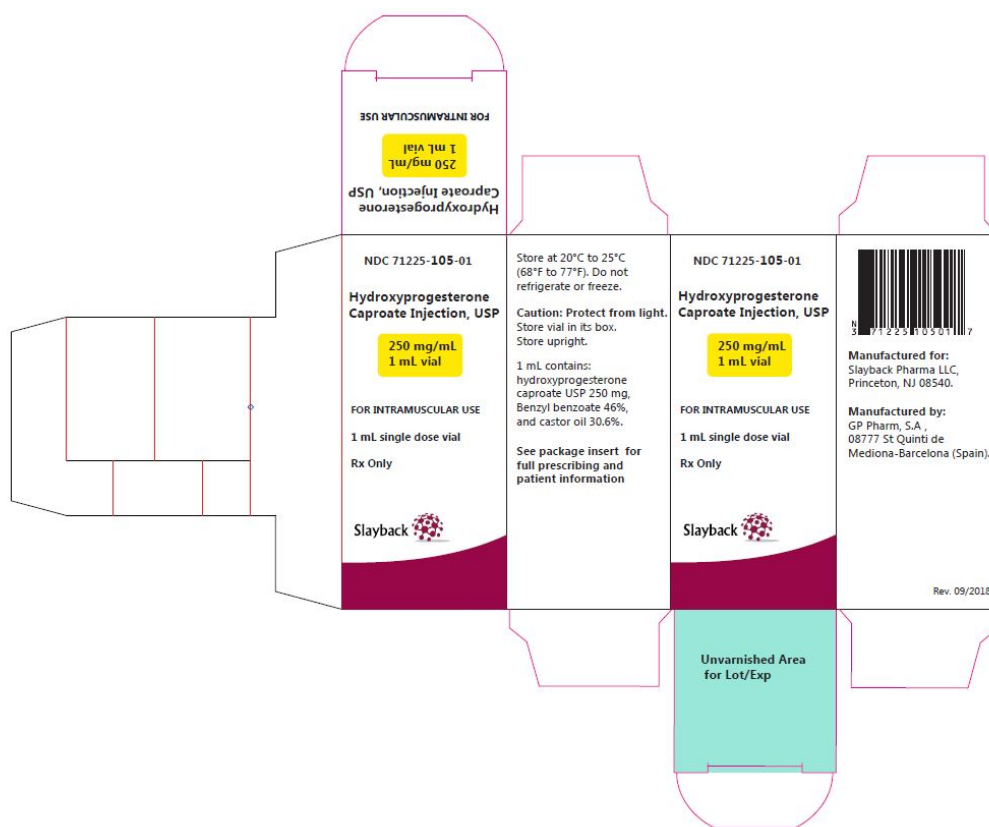 FOR INTRAMUSCULAR USE
250 mg/mL
1 mL vial
Hydroxyprogesterone
Caproate Injection, USP
NDC 71225-105-01
Hydroxyprogesterone
Caproate Injection, USP
250 mg/mL
1 mL vial
FOR INTRAMUSCULAR USE
1 mL single dose vial
Rx Only
Slayback
Store at 20°C to 25°C
(68°F to 77°F). Do not
refrigerate or freeze.
Caution: Protect from light.
Store vial in its box.
Store upright.
1 mL contains:
hydroxyprogesterone
caproate USP 250 mg,
Benzyl benzoate 46%,
and castor oil 30.6%.
See package insert for
full prescribing and
patient information
NDC 71225-105-01
Hydroxyprogesterone
Caproate Injection, USP
250 mg/mL
1 mL vial
FOR INTRAMUSCULAR USE
1 mL single dose vial
Rx Only
Slayback
Unvarnished Area
for Lot/Exp
N
3 71225 10501 7
Manufactured for:
Slayback Pharma LLC,
Princeton, NJ 08540.
Manufactured by:
GP Pharm, S.A ,
08777 St Quinti de
Mediona-Barcelona (Spain).
Rev. 09/2018